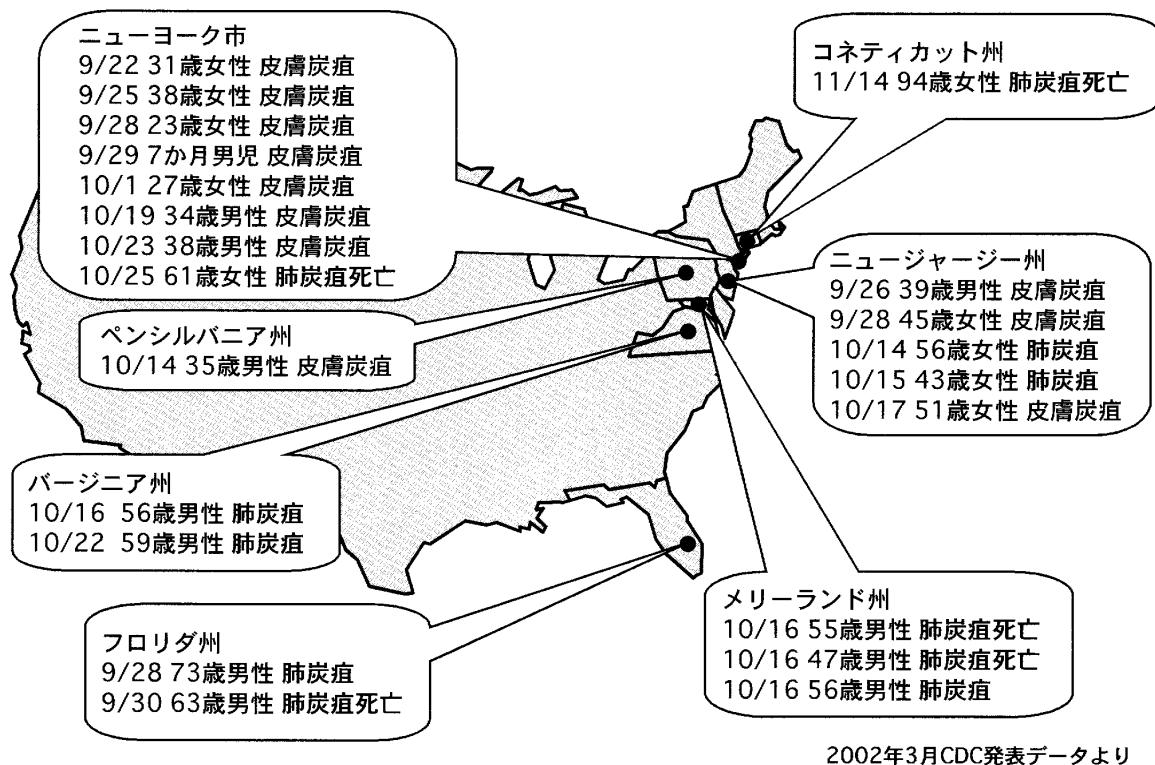 ニューヨーク市
9/22 31歳女性 皮膚炭疽
9/25 38歳女性 皮膚炭疽
9/28 23歳女性 皮膚炭疽
9/29 7か月男児 皮膚炭疽
10/1 27歳女性 皮膚炭疽
10/19 34歳男性 皮膚炭疽
10/23 38歳男性 皮膚炭疽
10/25 61歳女性 肺炭疽死亡
コネティカット州
11/14 94歳女性 肺炭疽死亡
ペンシルバニア州
10/14 35歳男性 皮膚炭疽
ニュージャージー州
9/26 39歳男性 皮膚炭疽
9/28 45歳女性 皮膚炭疽
10/14 56歳女性 肺炭疽
10/15 43歳女性 肺炭疽
10/17 51歳女性 皮膚炭疽
バージニア州
10/16 56歳男性 肺炭疽
10/22 59歳男性 肺炭疽
フロリダ州
9/28 73歳男性 肺炭疽
9/30 63歳男性 肺炭疽死亡
メリーランド州
10/16 55歳男性 肺炭疽死亡
10/16 47歳男性 肺炭疽死亡
10/16 56歳男性 肺炭疽
2002年3月CDC発表データより